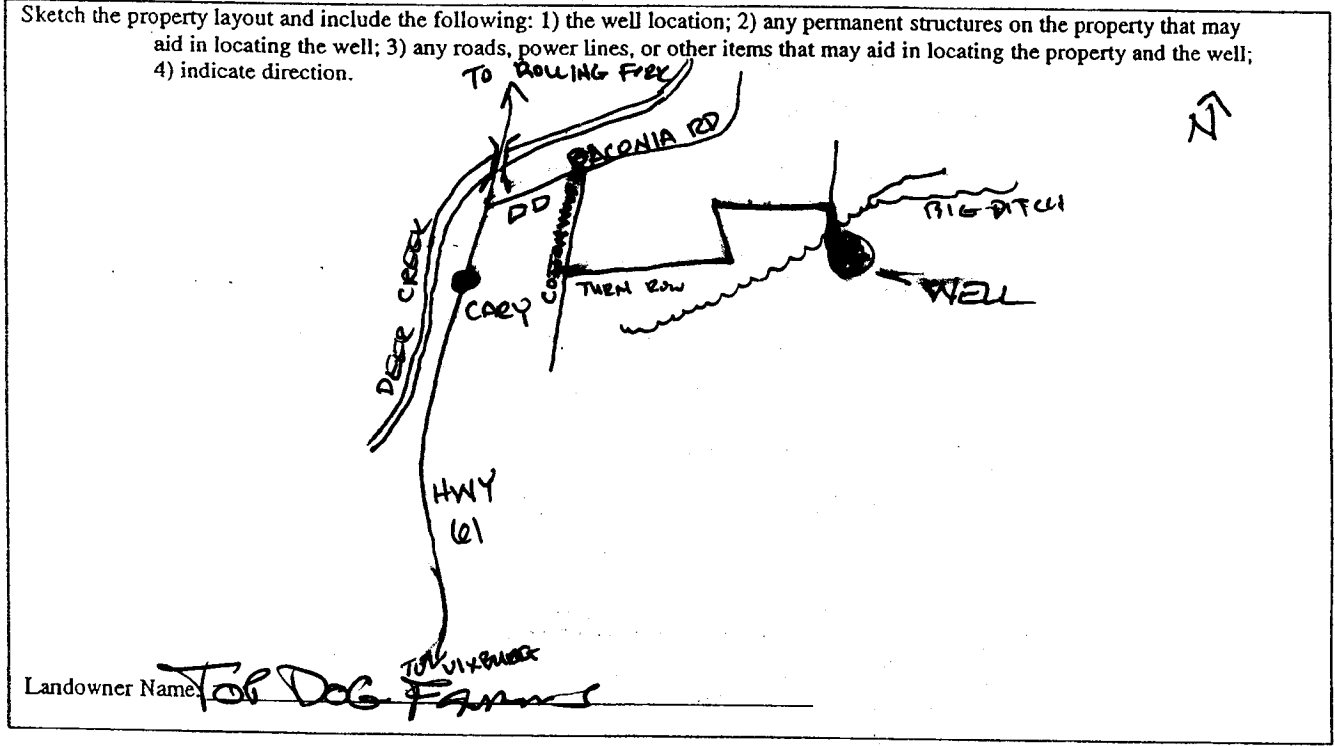 Sketch the property layout and include the following: 1) the well location; 2) any permanent structures on the property that may
aid in locating the well; 3) any roads, power lines, or other items that may aid in locating the property and the well;
4) indicate direction.
TO ROLLING FORK
N
ACONIA RD
DD
BIG DITCH
DEER CREEK
CARY
TURN ROW
WELL
HWY
61
TO VIXBURG
Landowner Name: TOP DOG FARMS